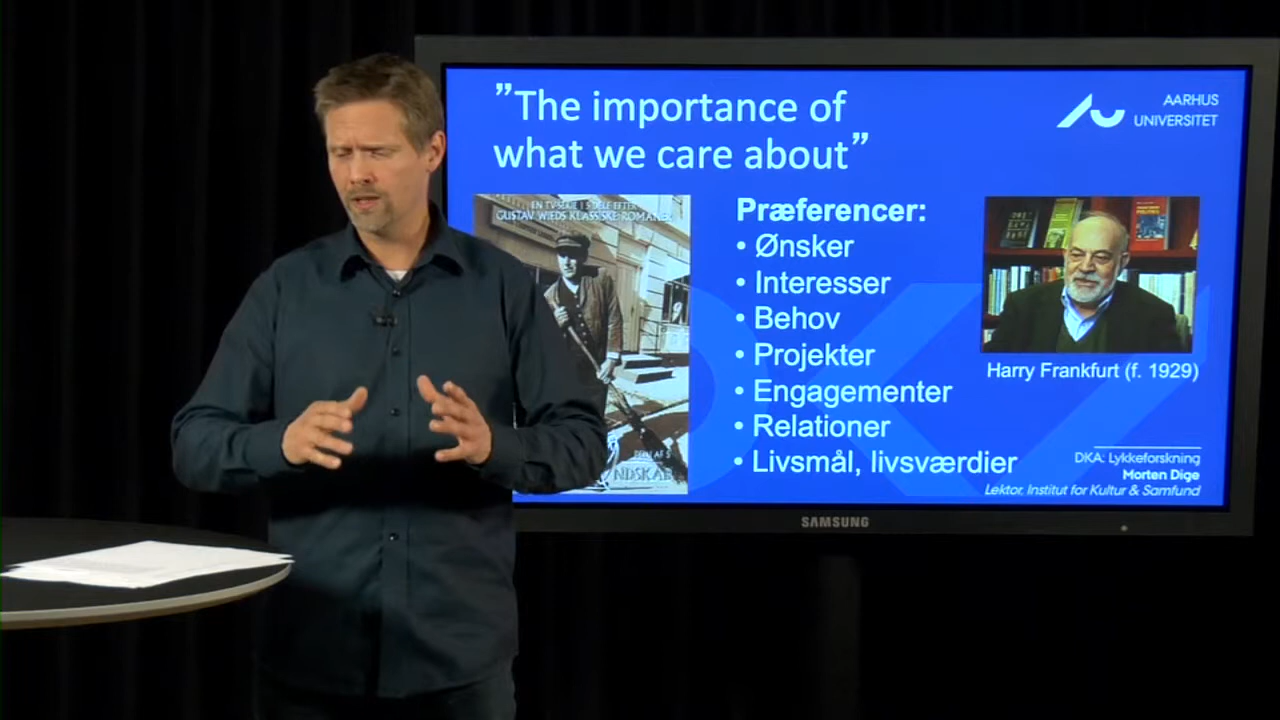 ”The importance of
what we care about”
AARHUS
UNIVERSITET
EN TV-SERIE I 5 DELE EFTER
GUSTAV WIEDS KLASSISKE ROMANER
Præferencer:
• Ønsker
• Interesser
• Behov
• Projekter
• Engagementer
• Relationer
• Livsmål, livsværdier
Harry Frankfurt (f. 1929)
DKA: Lykkeforskning
Morten Dige
Lektor, Institut for Kultur & Samfund
SAMSUNG